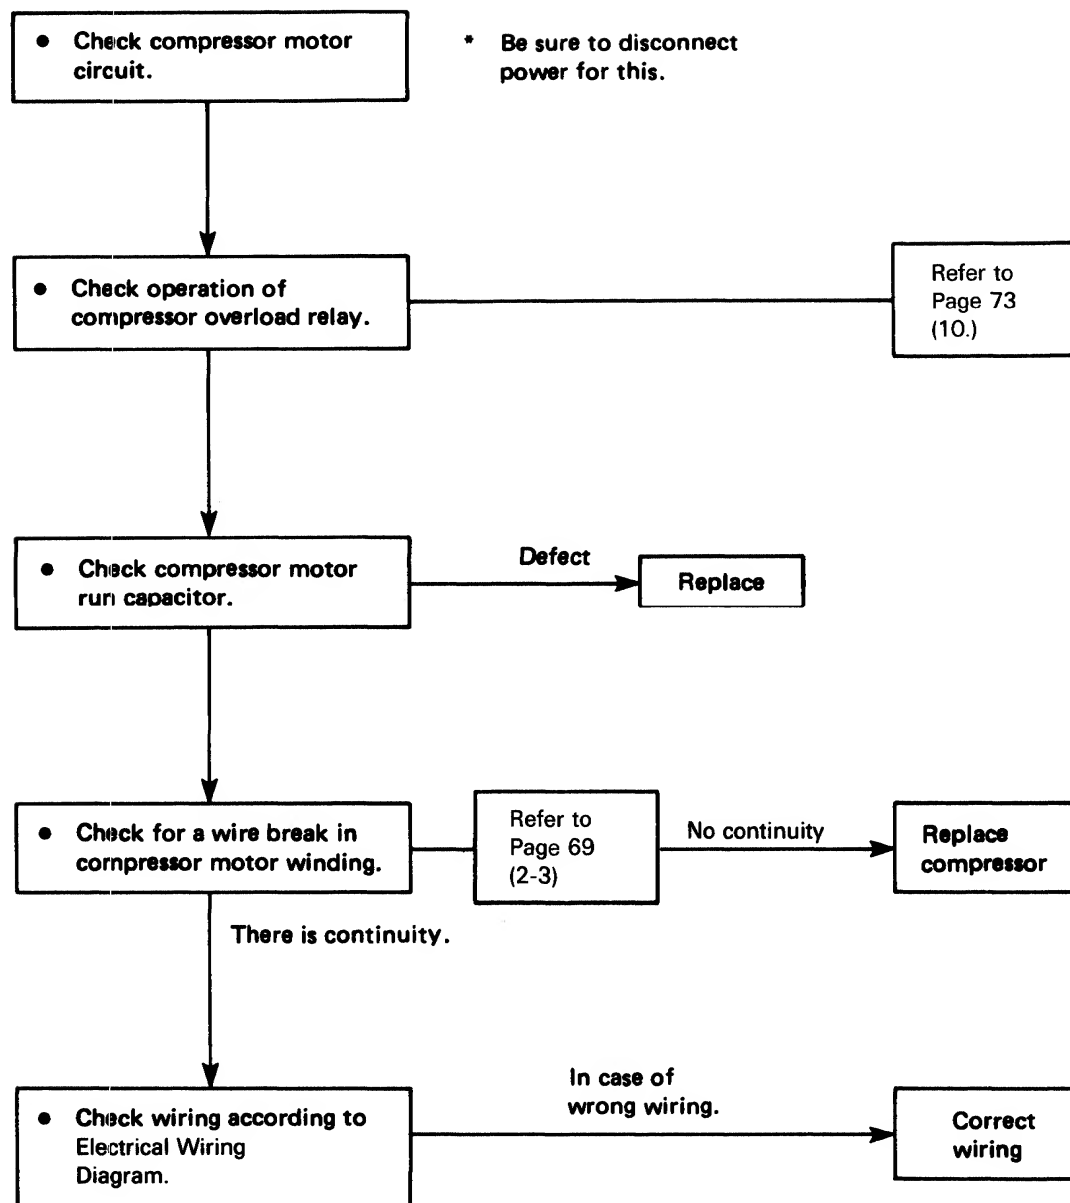 ● Check compressor motor
circuit.
* Be sure to disconnect
power for this.
● Check operation of
compressor overload relay.
Refer to
Page 73
(10.)
● Check compressor motor
run capacitor.
Defect
Replace
● Check for a wire break in
compressor motor winding.
Refer to
Page 69
(2-3)
No continuity
Replace
compressor
There is continuity.
● Check wiring according to
Electrical Wiring
Diagram.
In case of
wrong wiring.
Correct
wiring